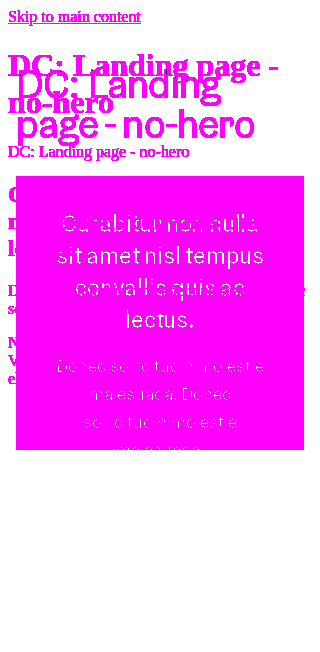 Skip to main content
DC: Landing page -
no-hero
DC: Landing
page - no-hero
DC: Landing page - no-hero
Curabitur non nulla
sit amet nisl tempus
convallis quis ac
lectus.
Donec sollicitudin molestie
malesuada. Donec
sollicitudin molestie
malesuada.